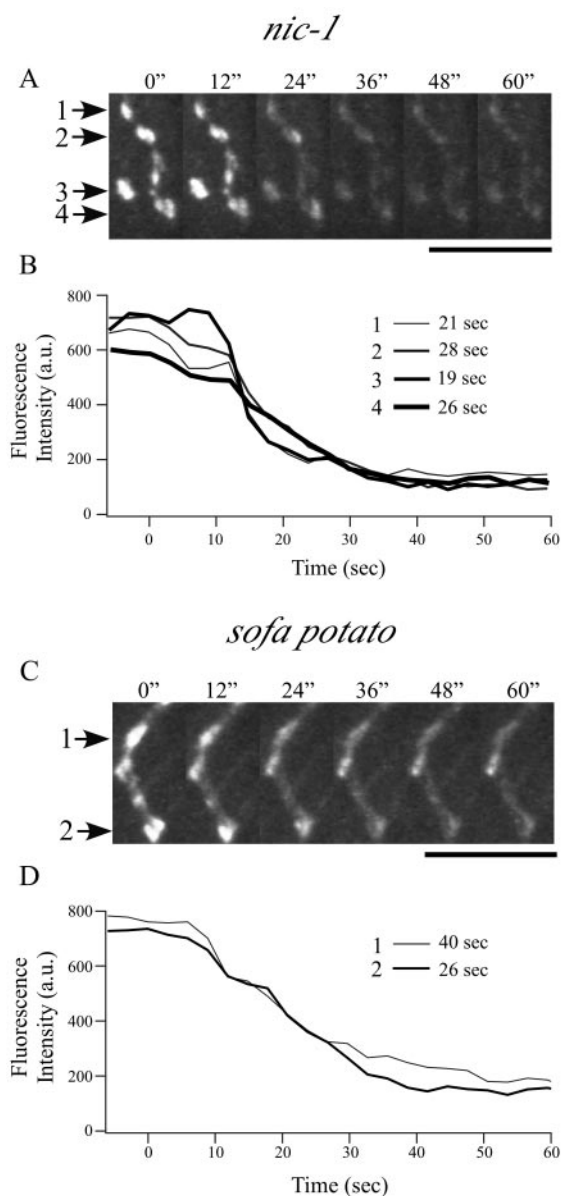 nic-1
A
0” 12” 24” 36” 48” 60”
1
2
3
4
B
Fluorescence
Intensity (a.u.)
800
600
400
200
0
1 21 sec
2 28 sec
3 19 sec
4 26 sec
0 10 20 30 40 50 60
Time (sec)
sofa potato
C
0” 12” 24” 36” 48” 60”
1
2
D
Fluorescence
Intensity (a.u.)
800
600
400
200
0
1 40 sec
2 26 sec
0 10 20 30 40 50 60
Time (sec)